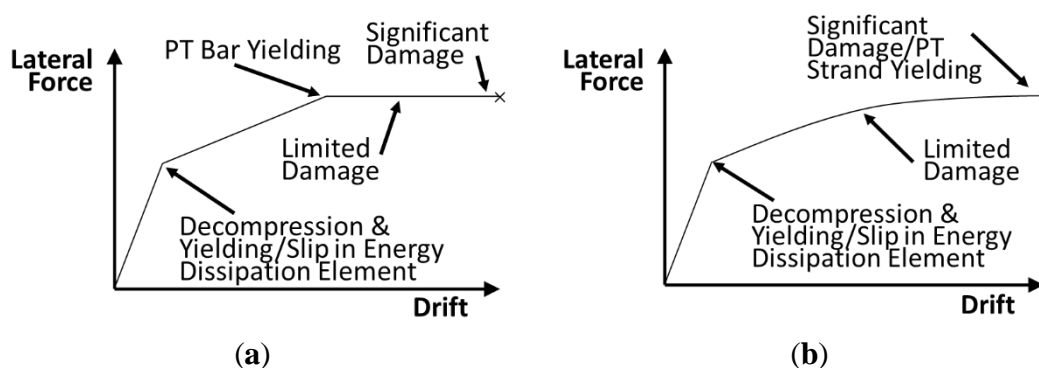 Lateral
Force
PT Bar Yielding
Significant
Damage
Limited
Damage
Decompression &
Yielding/Slip in Energy
Dissipation Element
Drift
(a)
Lateral
Force
Significant
Damage/PT
Strand Yielding
Limited
Damage
Decompression &
Yielding/Slip in Energy
Dissipation Element
Drift
(b)